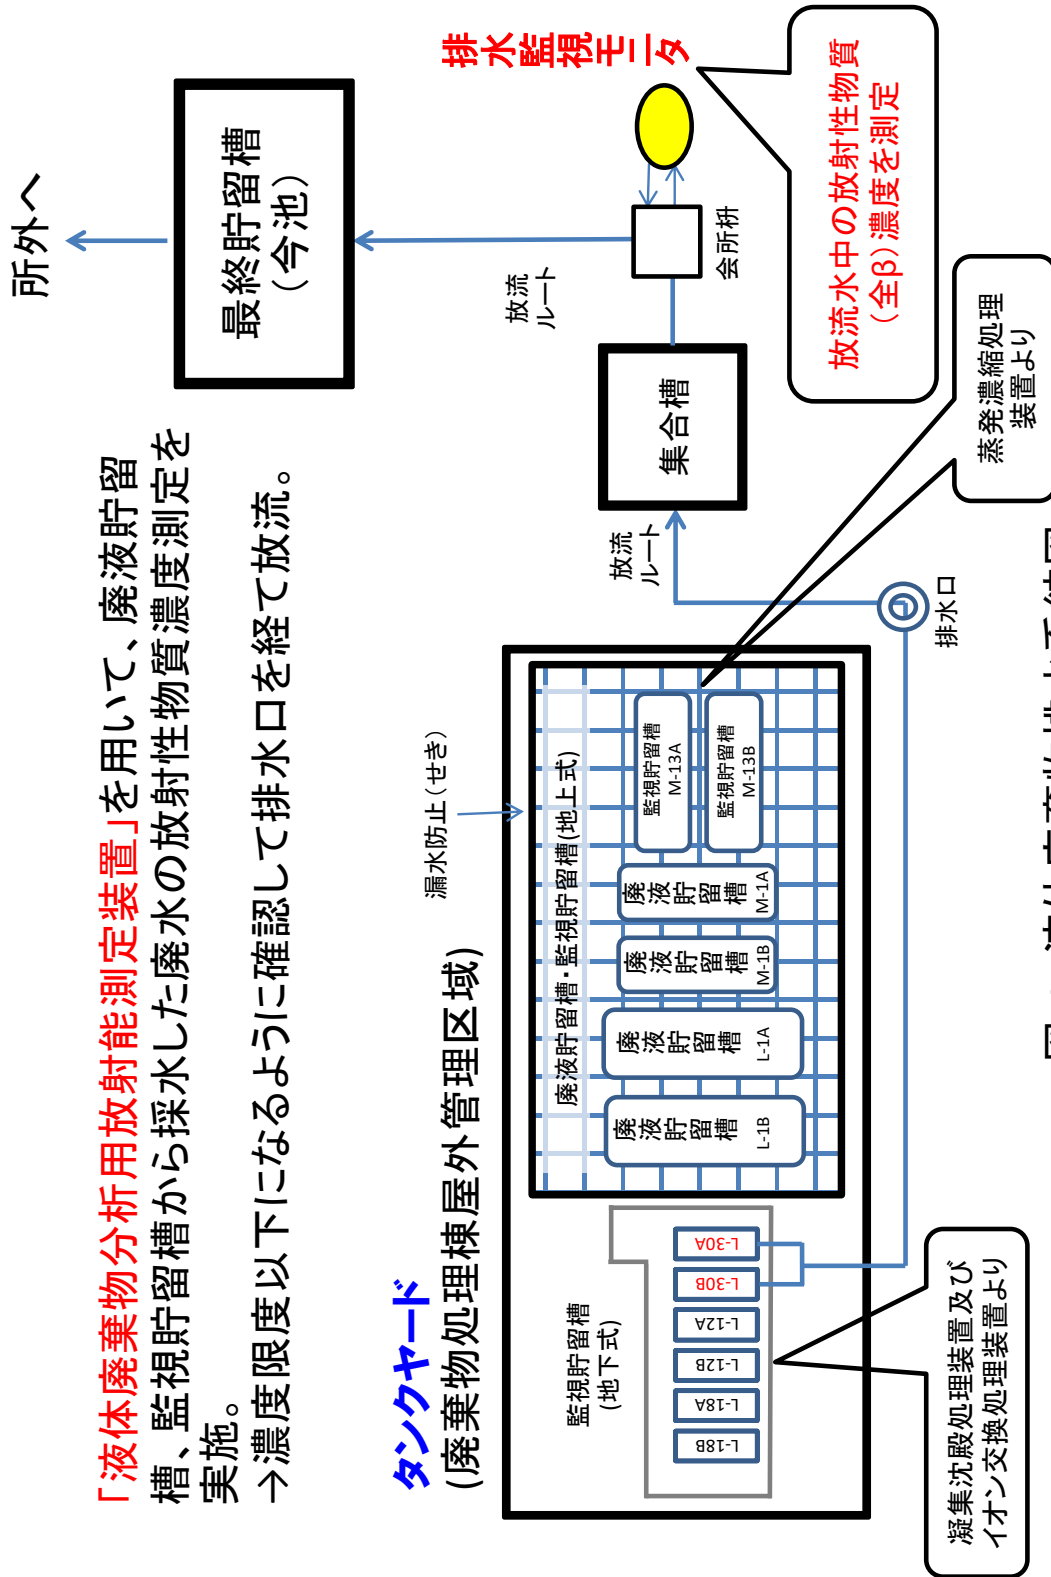 「液体廃棄物分析用放射能測定装置」を用いて、廃液貯留
槽、監視貯留槽から採水した廃水の放射性物質濃度測定を
実施。
→濃度限度以下になるように確認して排水口を経て放流。
所外へ
最終貯留槽
（今池）
排水監視モニタ
放流
ルート
会所枡
放流水中の放射性物質
（全β）濃度を測定
集合槽
放流
ルート
排水口
蒸発濃縮処理
装置より
タンクヤード
(廃棄物処理棟屋外管理区域)
漏水防止（せき）
廃液貯留槽・監視貯留槽(地上式)
監視貯留槽
M-13A
監視貯留槽
M-13B
廃液
貯留
槽
M-1A
廃液
貯留
槽
M-1B
廃液
貯留
槽
L-1A
廃液
貯留
槽
L-1B
監視貯留槽
(地下式)
L-30A
L-30B
L-12A
L-12B
L-18A
L-18B
凝集沈殿処理装置及び
イオン交換処理装置より